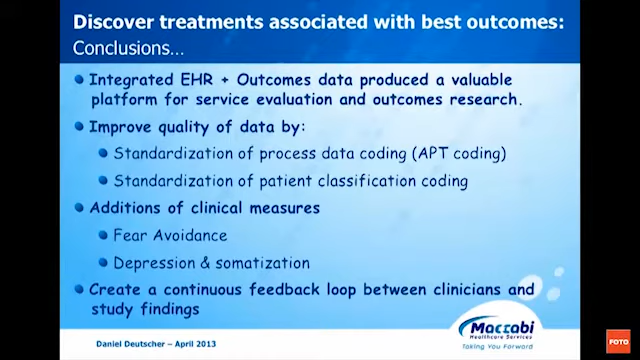 Discover treatments associated with best outcomes:
Conclusions...
Integrated EHR + Outcomes data produced a valuable
platform for service evaluation and outcomes research.
Improve quality of data by:
Standardization of process data coding (APT coding)
Standardization of patient classification coding
Additions of clinical measures
Fear Avoidance
Depression & somatization
Create a continuous feedback loop between clinicians and
study findings
Maccabi
Healthcare Services
Taking You Forward
Daniel Deutscher – April 2013
FOTO